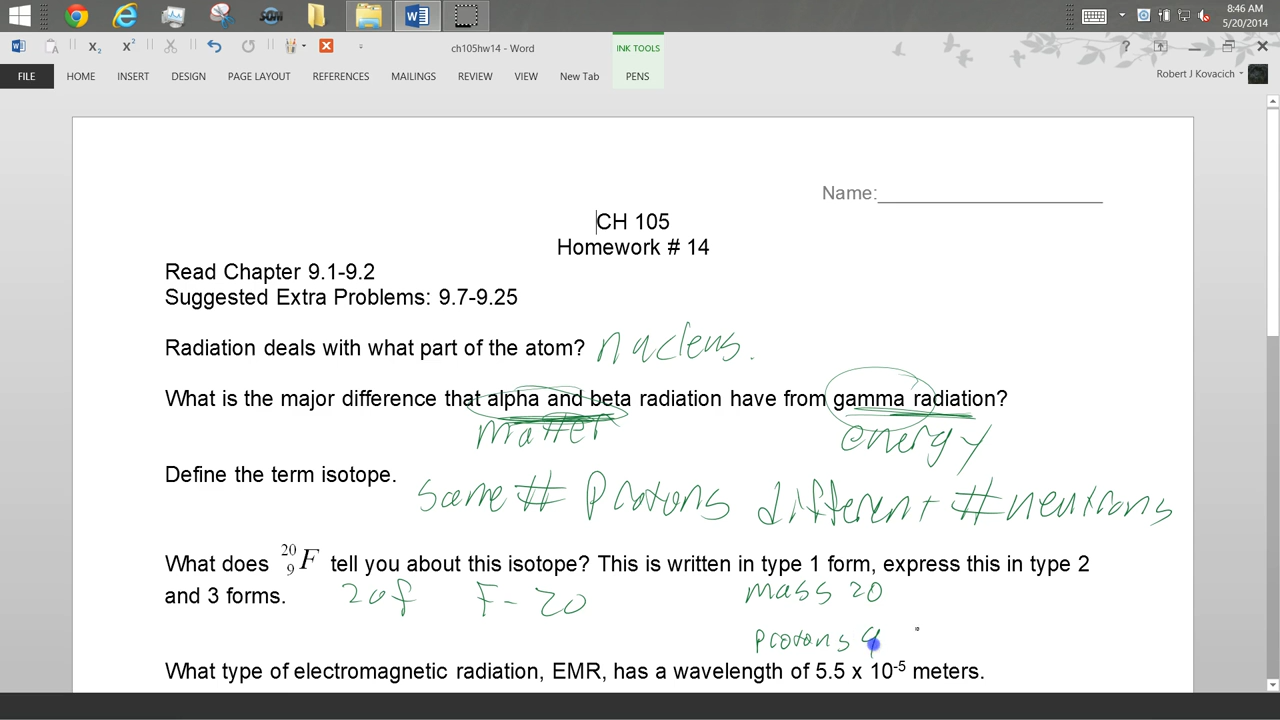 8:46 AM
5/20/2014
ch105hw14 - Word
INK TOOLS
FILE HOME INSERT DESIGN PAGE LAYOUT REFERENCES MAILINGS REVIEW VIEW New Tab PENS
Robert J Kovacich
Name:
CH 105
Homework # 14
Read Chapter 9.1-9.2
Suggested Extra Problems: 9.7-9.25
Radiation deals with what part of the atom? nucleus.
What is the major difference that alpha and beta radiation have from gamma radiation?
matter energy
Define the term isotope.
same # protons different # neutrons
What does ²⁰₉F tell you about this isotope? This is written in type 1 form, express this in type 2
and 3 forms. 20f F-20 mass 20
protons 9
What type of electromagnetic radiation, EMR, has a wavelength of 5.5 x 10⁻⁵ meters.